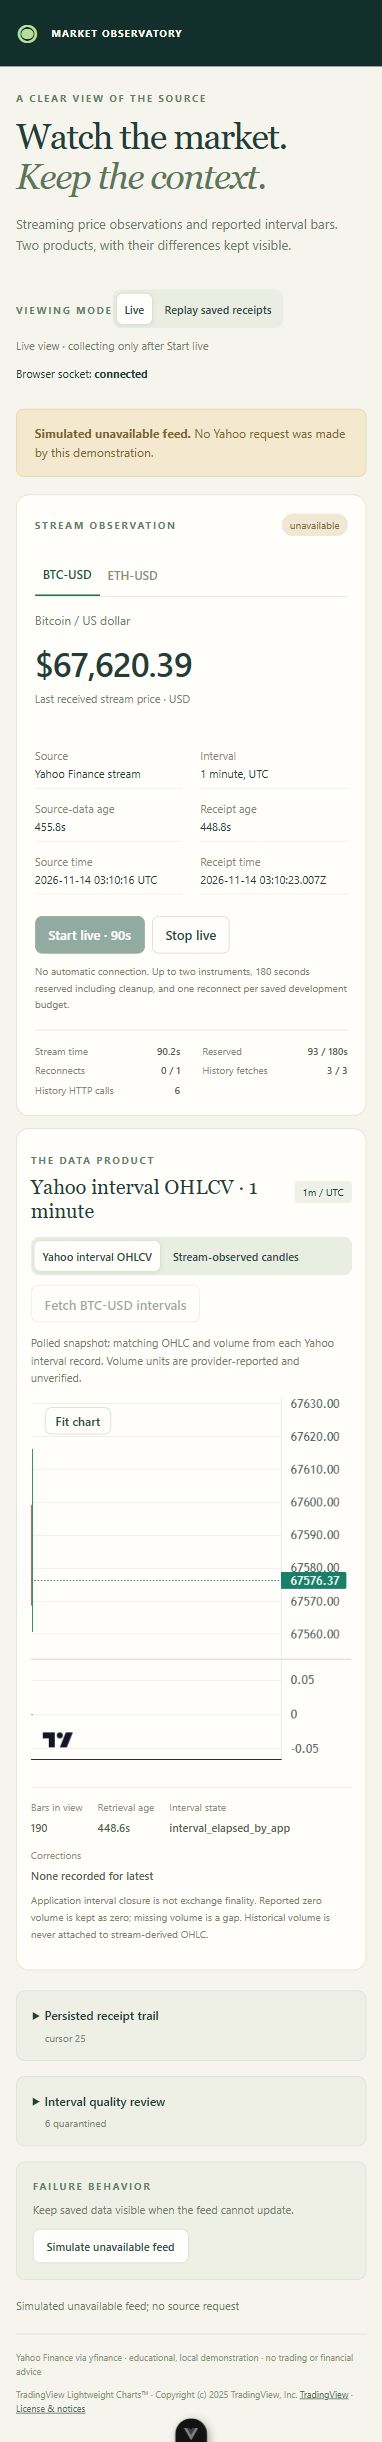 MARKET OBSERVATORY
A CLEAR VIEW OF THE SOURCE
Watch the market.
Keep the context.
Streaming price observations and reported interval bars.
Two products, with their differences kept visible.
VIEWING MODE Live Replay saved receipts
Live view · collecting only after Start live
Browser socket: connected
Simulated unavailable feed. No Yahoo request was made
by this demonstration.
STREAM OBSERVATION unavailable
BTC-USD ETH-USD
Bitcoin / US dollar
$67,620.39
Last received stream price · USD
Source Interval
Yahoo Finance stream 1 minute, UTC
Source-data age Receipt age
455.8s 448.8s
Source time Receipt time
2026-11-14 03:10:16 UTC 2026-11-14 03:10:23.007Z
Start live · 90s Stop live
No automatic connection. Up to two instruments, 180 seconds
reserved including cleanup, and one reconnect per saved development
budget.
Stream time 90.2s Reserved 93 / 180s
Reconnects 0 / 1 History fetches 3 / 3
History HTTP calls 6
THE DATA PRODUCT
Yahoo interval OHLCV · 1
minute
1m / UTC
Yahoo interval OHLCV Stream-observed candles
Fetch BTC-USD intervals
Polled snapshot: matching OHLC and volume from each Yahoo
interval record. Volume units are provider-reported and
unverified.
67630.00
Fit chart
67620.00
67610.00
67600.00
67590.00
67580.00
67576.37
67570.00
67560.00
0.05
0
-0.05
Bars in view Retrieval age Interval state
190 448.6s interval_elapsed_by_app
Corrections
None recorded for latest
Application interval closure is not exchange finality. Reported zero
volume is kept as zero; missing volume is a gap. Historical volume is
never attached to stream-derived OHLC.
Persisted receipt trail
cursor 25
Interval quality review
6 quarantined
FAILURE BEHAVIOR
Keep saved data visible when the feed cannot update.
Simulate unavailable feed
Simulated unavailable feed; no source request
Yahoo Finance via yfinance · educational, local demonstration · no trading or financial
advice
TradingView Lightweight Charts™ · Copyright (c) 2025 TradingView, Inc. TradingView ·
License & notices